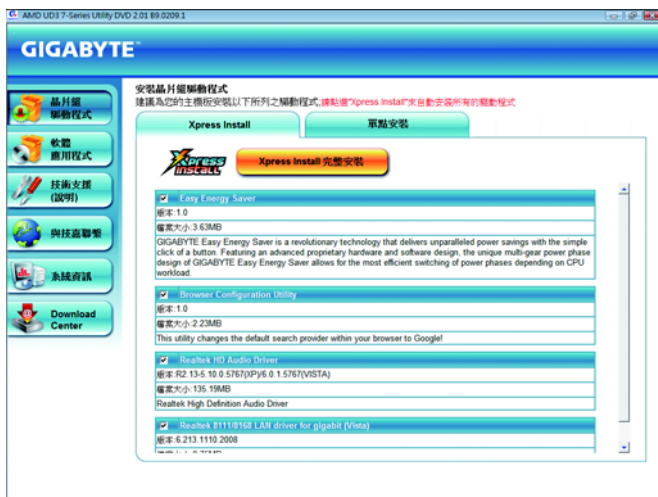 AMD UD3 7-Series Utility DVD 2.01 B9.0209.1
GIGABYTE™
晶片組
驅動程式
軟體
應用程式
技術支援
(說明)
與技嘉聯繫
系統資訊
Download
Center
安裝晶片組驅動程式
建議為您的主機板安裝以下所列之驅動程式;請點選"Xpress Install"來自動安裝所有的驅動程式
Xpress Install
單點安裝
Xpress
INSTALL
Xpress Install 完整安裝
Easy Energy Saver
版本:1.0
檔案大小:3.63MB
GIGABYTE Easy Energy Saver is a revolutionary technology that delivers unparalleled power savings with the simple
click of a button. Featuring an advanced proprietary hardware and software design, the unique multi-gear power phase
design of GIGABYTE Easy Energy Saver allows for the most efficient switching of power phases depending on CPU
workload.
Browser Configuration Utility
版本:1.0
檔案大小:2.23MB
This utility changes the default search provider within your browser to Google!
Realtek HD Audio Driver
版本:R2.13-5.10.0.5767(XP)/6.0.1.5767(VISTA)
檔案大小:135.19MB
Realtek High Definition Audio Driver
Realtek 8111/8168 LAN driver for gigabit (Vista)
版本:6.213.1110.2008